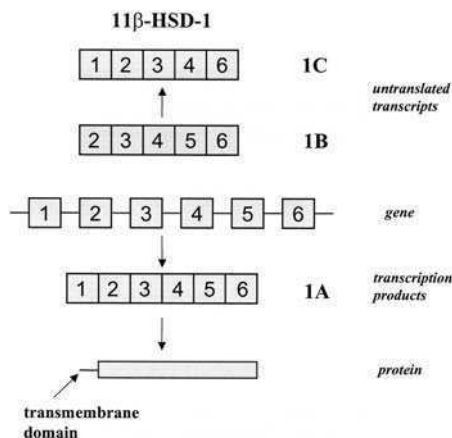 11β-HSD-1
1 2 3 4 6 1C
untranslated
transcripts
2 3 4 5 6 1B
1 2 3 4 5 6 gene
1 2 3 4 5 6 1A
transcription
products
protein
transmembrane
domain